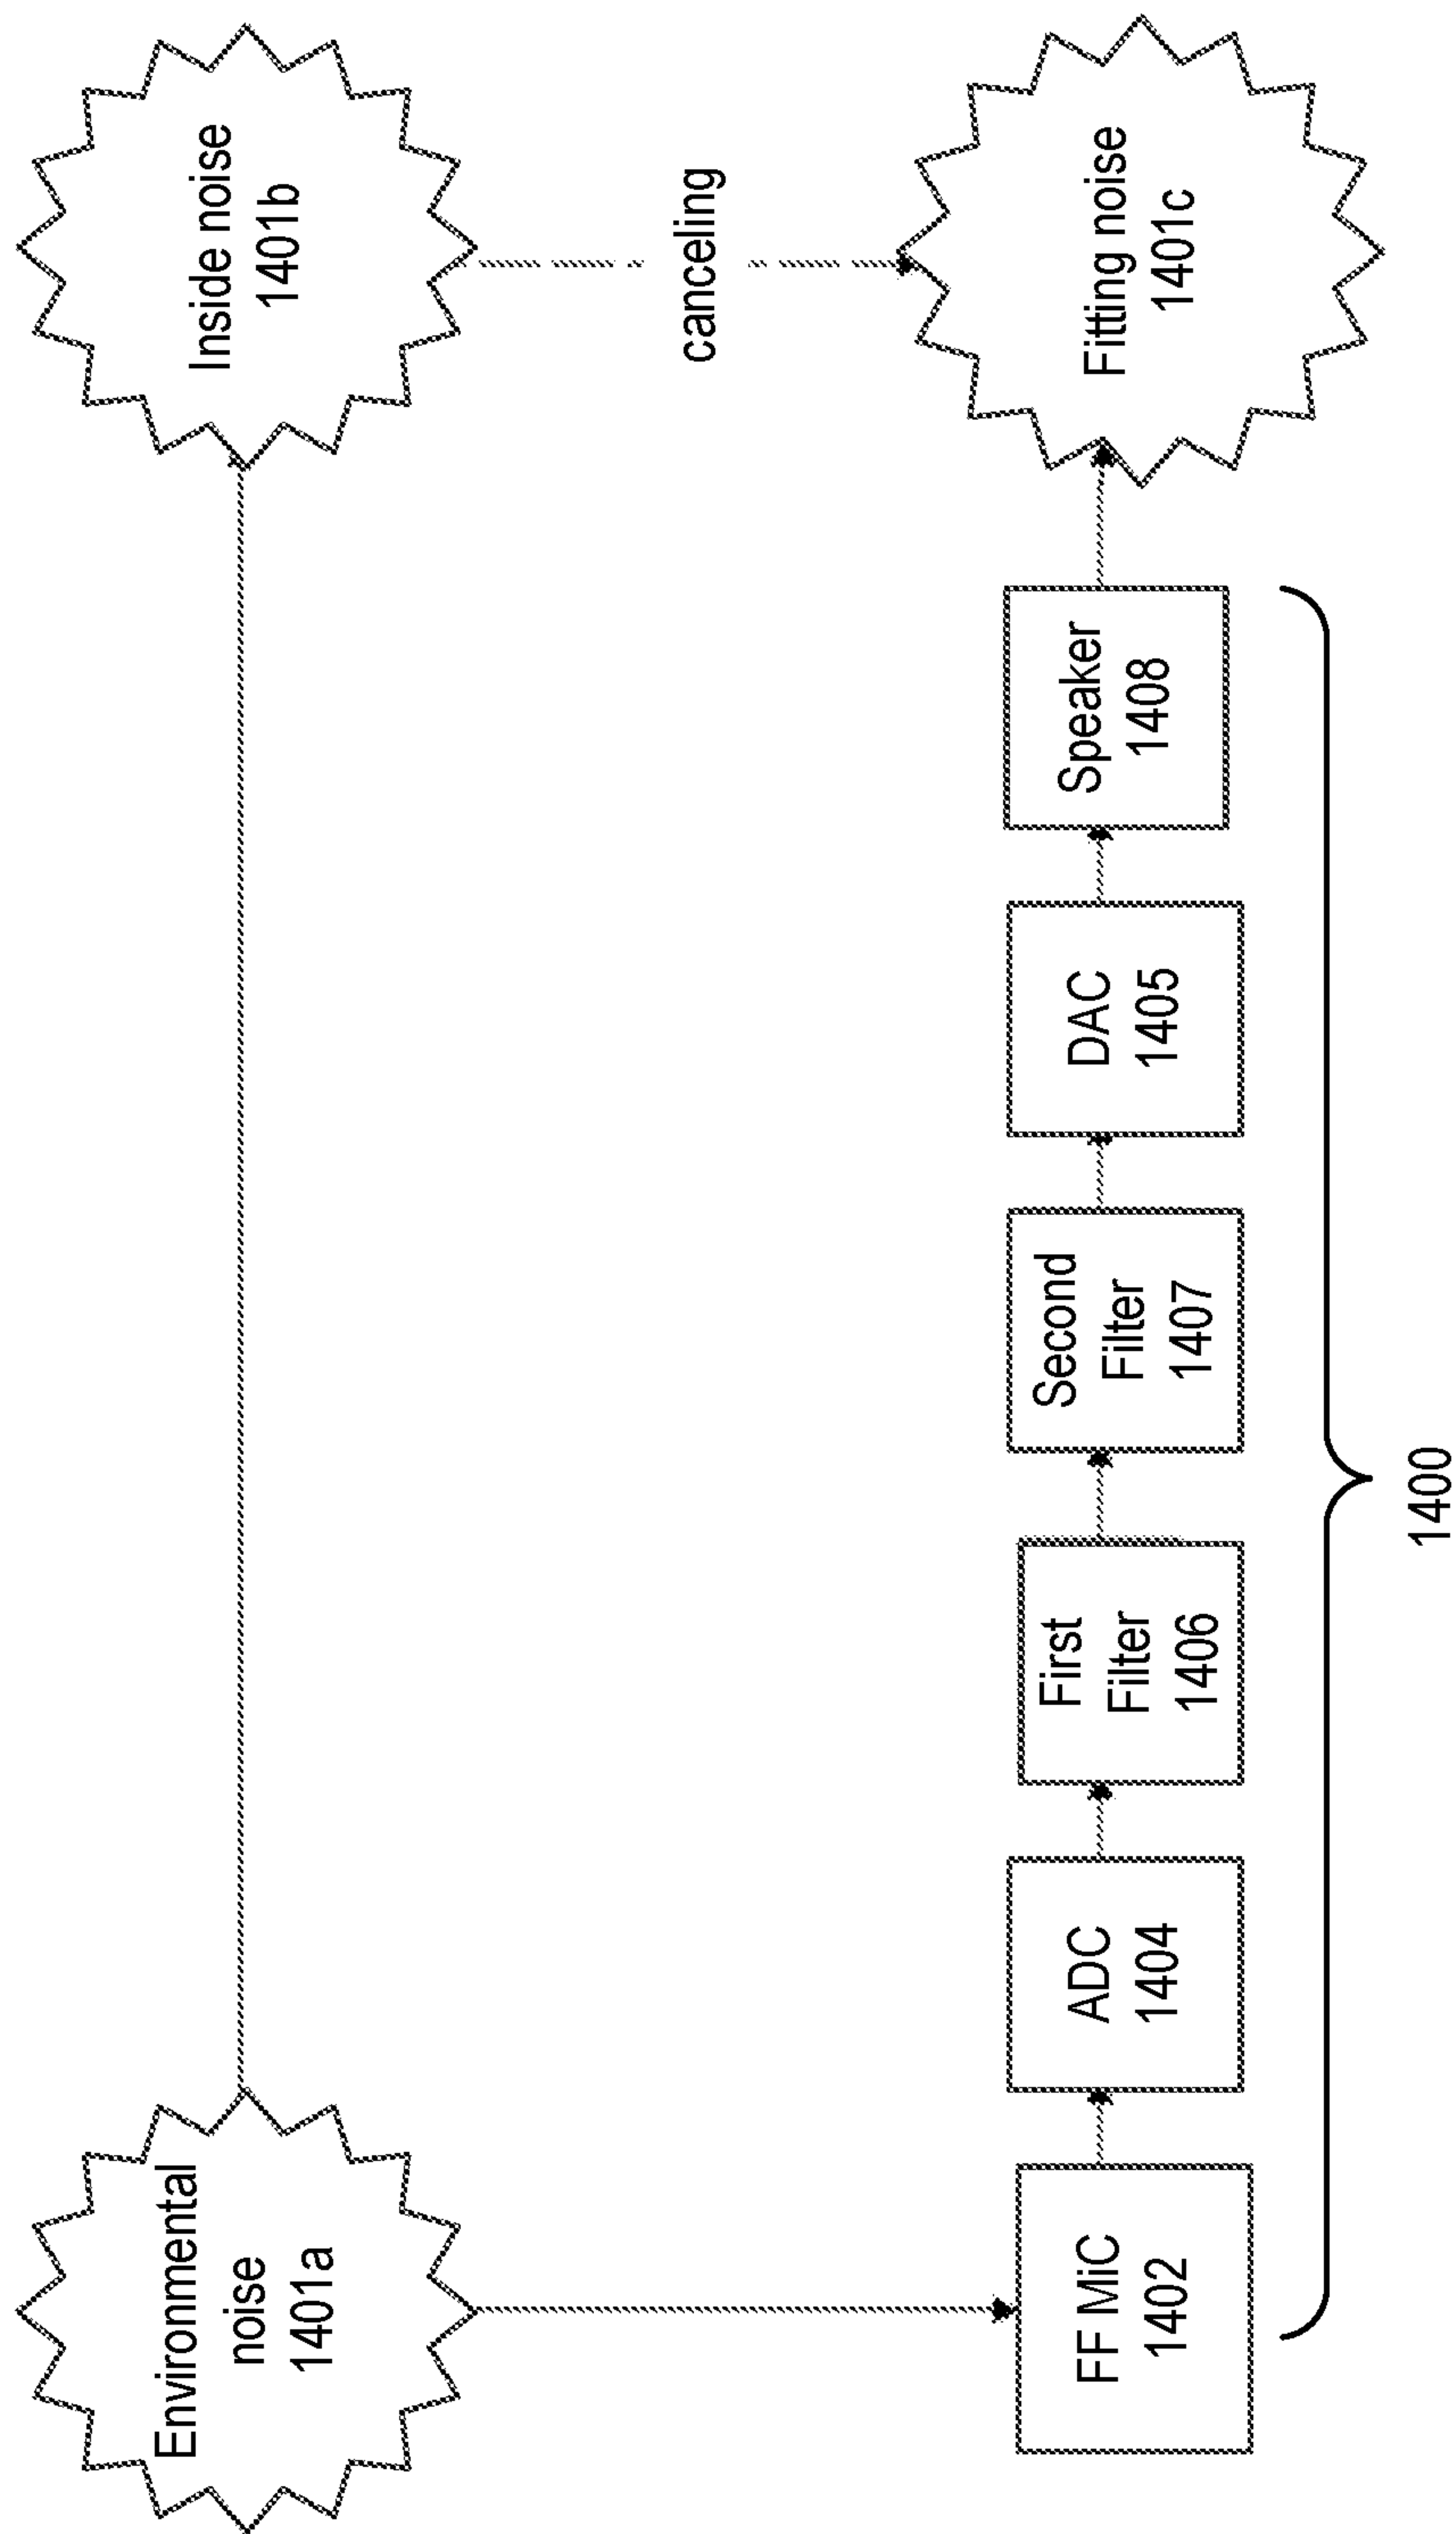 Environmental
noise
1401a
Inside noise
1401b
canceling
FF MiC
1402
ADC
1404
First
Filter
1406
Second
Filter
1407
DAC
1405
Speaker
1408
Fitting noise
1401c
1400